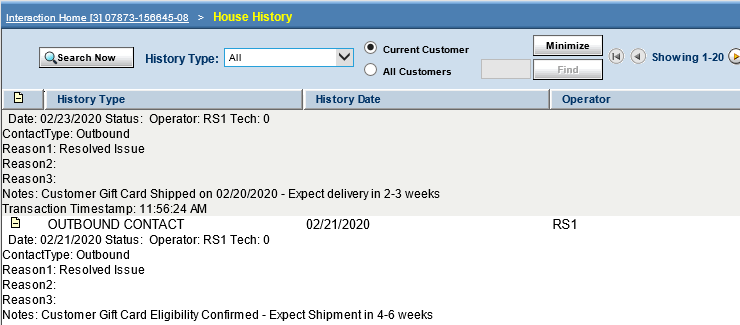 Interaction Home [3] 07873-156645-08 > House History
Search Now History Type: All Current Customer All Customers Minimize Find Showing 1-20
History Type History Date Operator
Date: 02/23/2020 Status: Operator: RS1 Tech: 0
ContactType: Outbound
Reason1: Resolved Issue
Reason2:
Reason3:
Notes: Customer Gift Card Shipped on 02/20/2020 - Expect delivery in 2-3 weeks
Transaction Timestamp: 11:56:24 AM
OUTBOUND CONTACT 02/21/2020 RS1
Date: 02/21/2020 Status: Operator: RS1 Tech: 0
ContactType: Outbound
Reason1: Resolved Issue
Reason2:
Reason3:
Notes: Customer Gift Card Eligibility Confirmed - Expect Shipment in 4-6 weeks